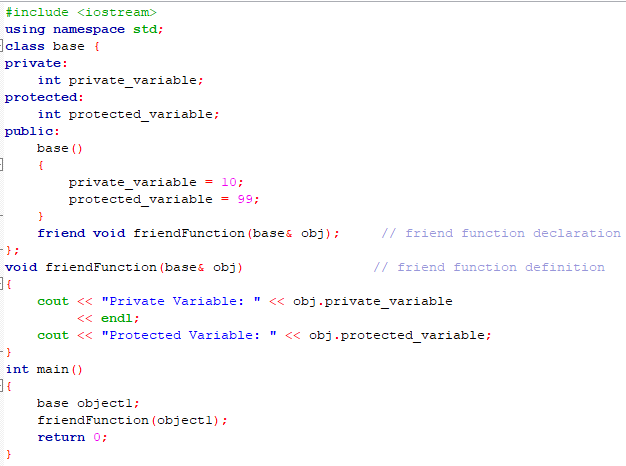 #include <iostream>
using namespace std;
class base {
private:
    int private_variable;
protected:
    int protected_variable;
public:
    base()
    {
        private_variable = 10;
        protected_variable = 99;
    }
    friend void friendFunction(base& obj);     // friend function declaration
};
void friendFunction(base& obj)                // friend function definition
{
    cout << "Private Variable: " << obj.private_variable
         << endl;
    cout << "Protected Variable: " << obj.protected_variable;
}
int main()
{
    base object1;
    friendFunction(object1);
    return 0;
}